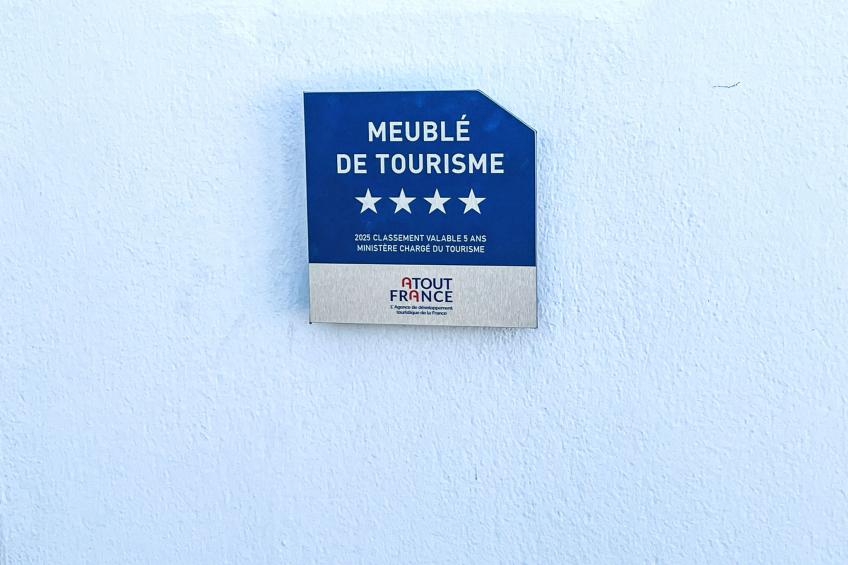 MEUBLÉ
DE TOURISME
2025 CLASSEMENT VALABLE 5 ANS
MINISTÈRE CHARGÉ DU TOURISME
ATOUT
FRANCE
L'Agence de développement
touristique de la France